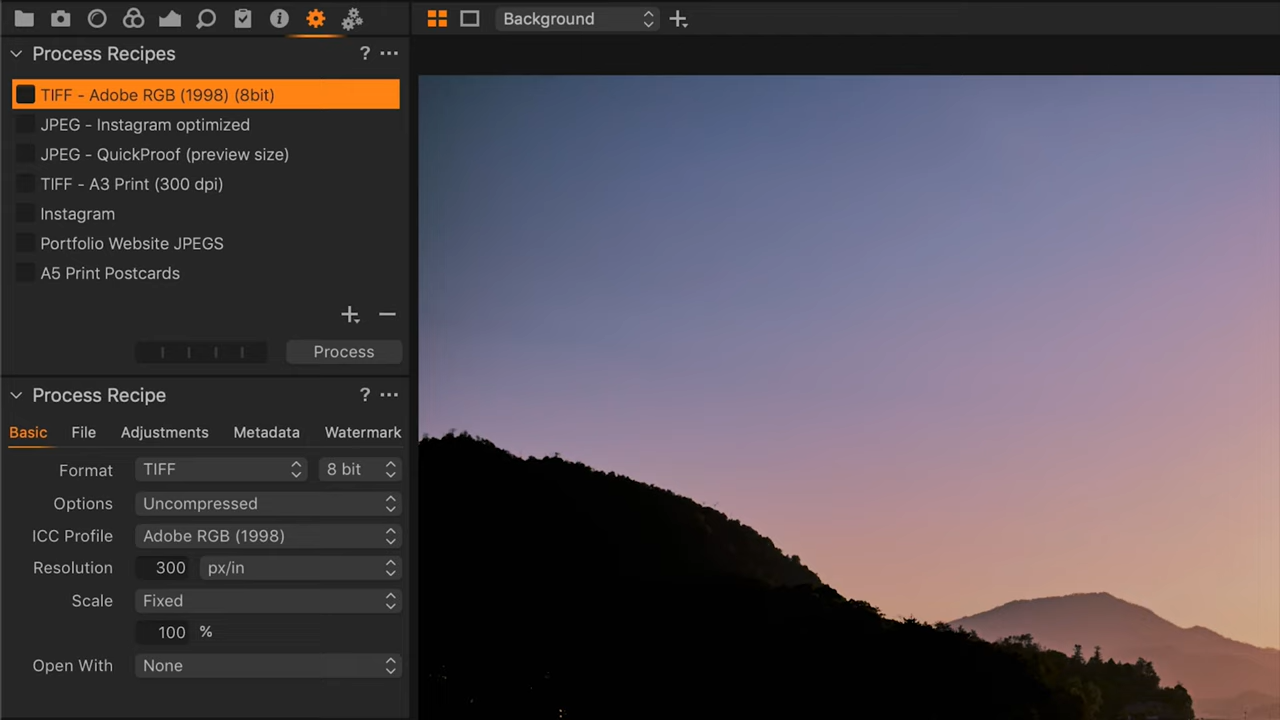 Background
Process Recipes ? ...
TIFF - Adobe RGB (1998) (8bit)
JPEG - Instagram optimized
JPEG - QuickProof (preview size)
TIFF - A3 Print (300 dpi)
Instagram
Portfolio Website JPEGS
A5 Print Postcards
Process
Process Recipe ? ...
Basic File Adjustments Metadata Watermark
Format TIFF 8 bit
Options Uncompressed
ICC Profile Adobe RGB (1998)
Resolution 300 px/in
Scale Fixed
100 %
Open With None